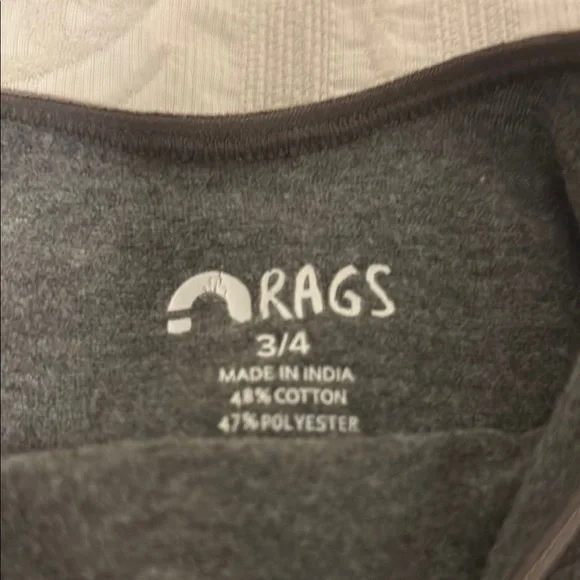 RAGS
3/4
MADE IN INDIA
48% COTTON
47% POLYESTER